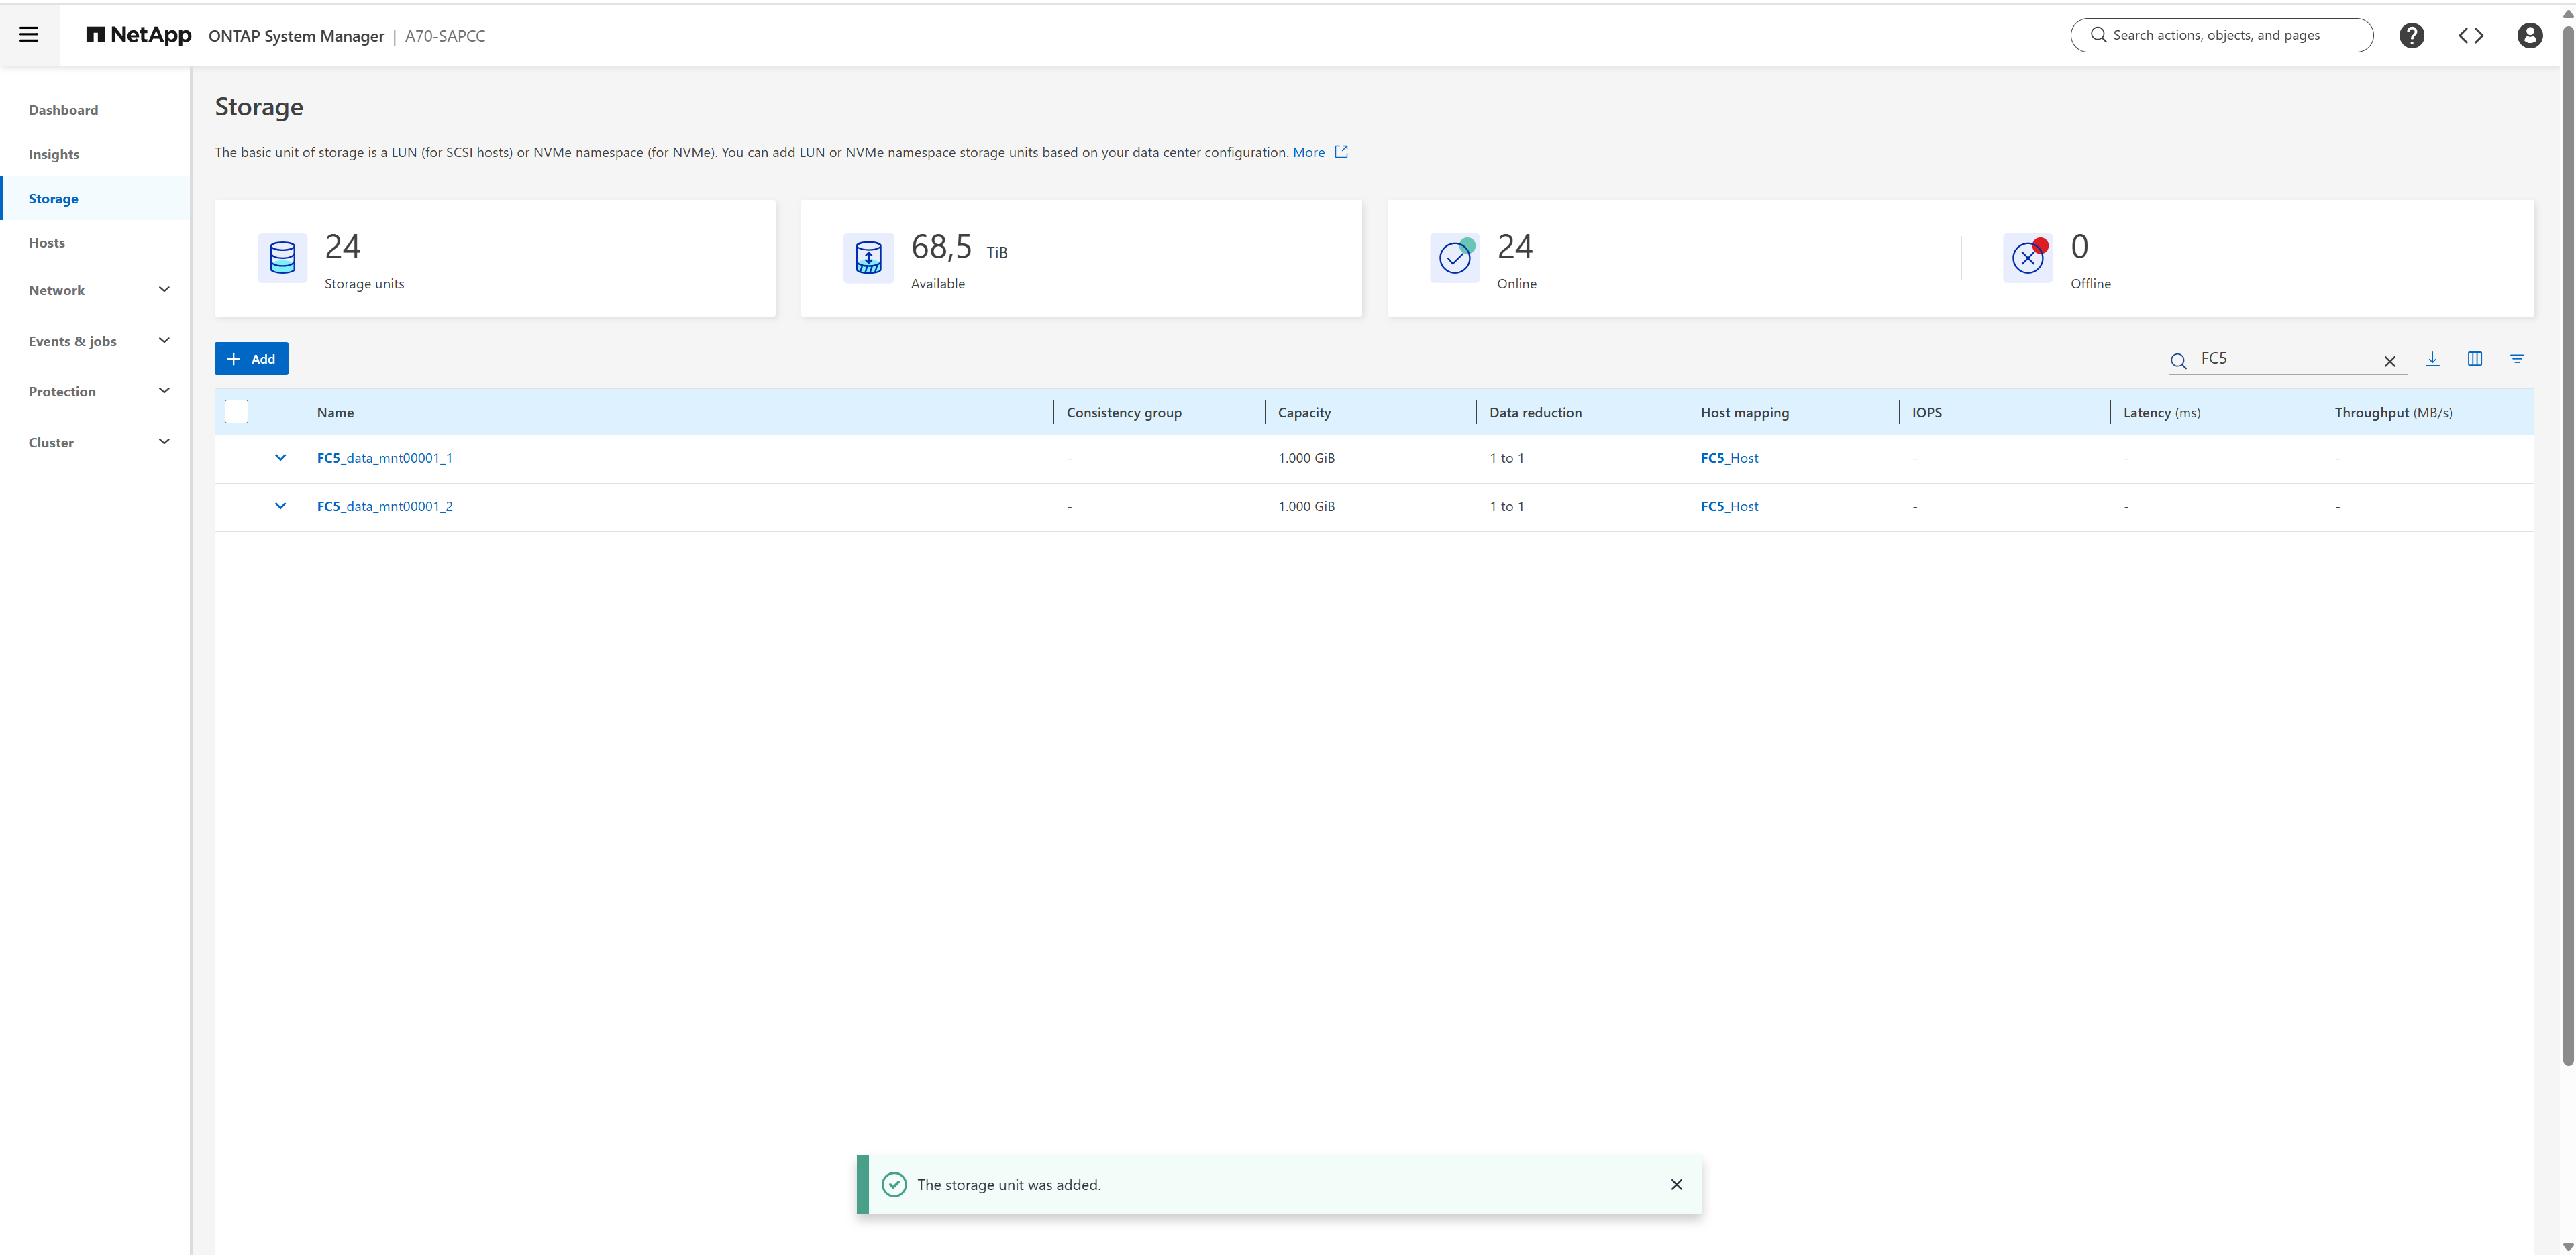 NetApp ONTAP System Manager | A70-SAPCC
Search actions, objects, and pages
Dashboard
Insights
Storage
Hosts
Network
Events & jobs
Protection
Cluster
Storage
The basic unit of storage is a LUN (for SCSI hosts) or NVMe namespace (for NVMe). You can add LUN or NVMe namespace storage units based on your data center configuration. More
24
Storage units
68,5 TiB
Available
24
Online
0
Offline
Add
FC5
Name Consistency group Capacity Data reduction Host mapping IOPS Latency (ms) Throughput (MB/s)
FC5_data_mnt00001_1 - 1.000 GiB 1 to 1 FC5_Host - - -
FC5_data_mnt00001_2 - 1.000 GiB 1 to 1 FC5_Host - - -
The storage unit was added.